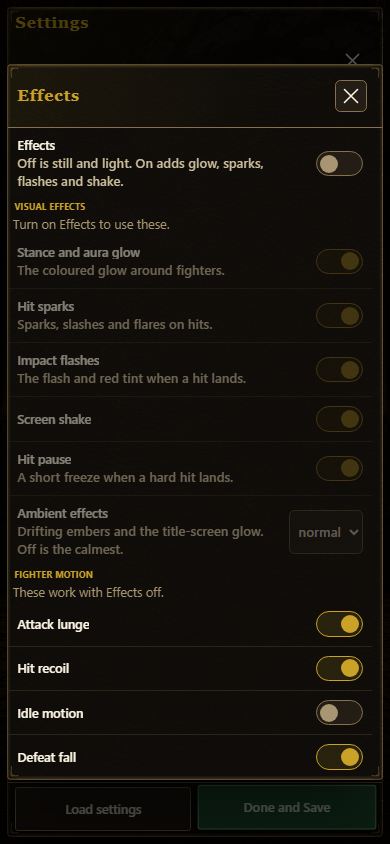 Settings
Effects
Effects
Off is still and light. On adds glow, sparks,
flashes and shake.
VISUAL EFFECTS
Turn on Effects to use these.
Stance and aura glow
The coloured glow around fighters.
Hit sparks
Sparks, slashes and flares on hits.
Impact flashes
The flash and red tint when a hit lands.
Screen shake
Hit pause
A short freeze when a hard hit lands.
Ambient effects
Drifting embers and the title-screen glow.
Off is the calmest.
normal
FIGHTER MOTION
These work with Effects off.
Attack lunge
Hit recoil
Idle motion
Defeat fall
Load settings
Done and Save